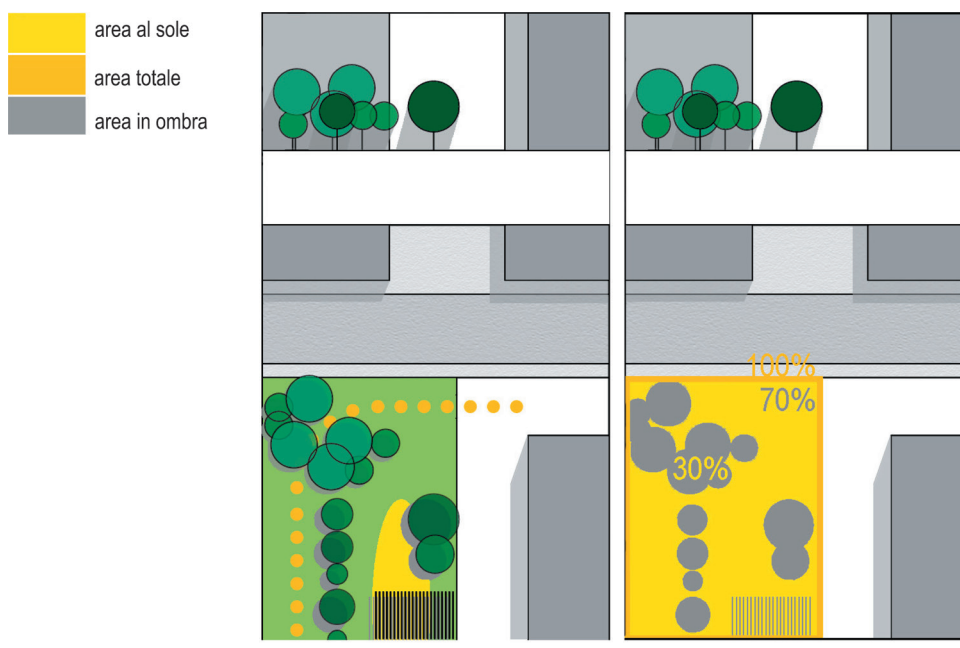 area al sole
area totale
area in ombra
100%
70%
30%